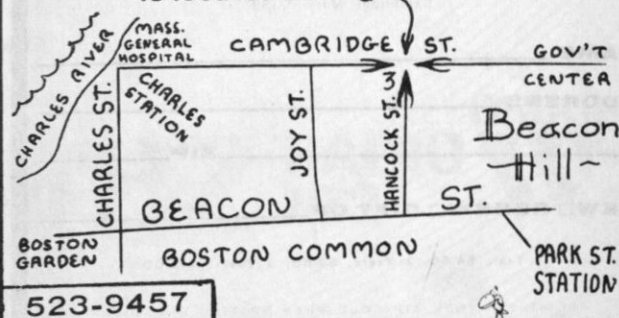 MASS.
GENERAL
HOSPITAL
CAMBRIDGE ST.
GOV'T
CENTER
CHARLES RIVER
CHARLES ST.
CHARLES
STATION
JOY ST.
HANCOCK ST.
3
Beacon
Hill~
BEACON ST.
BOSTON
GARDEN
BOSTON COMMON
PARK ST.
STATION
523-9457